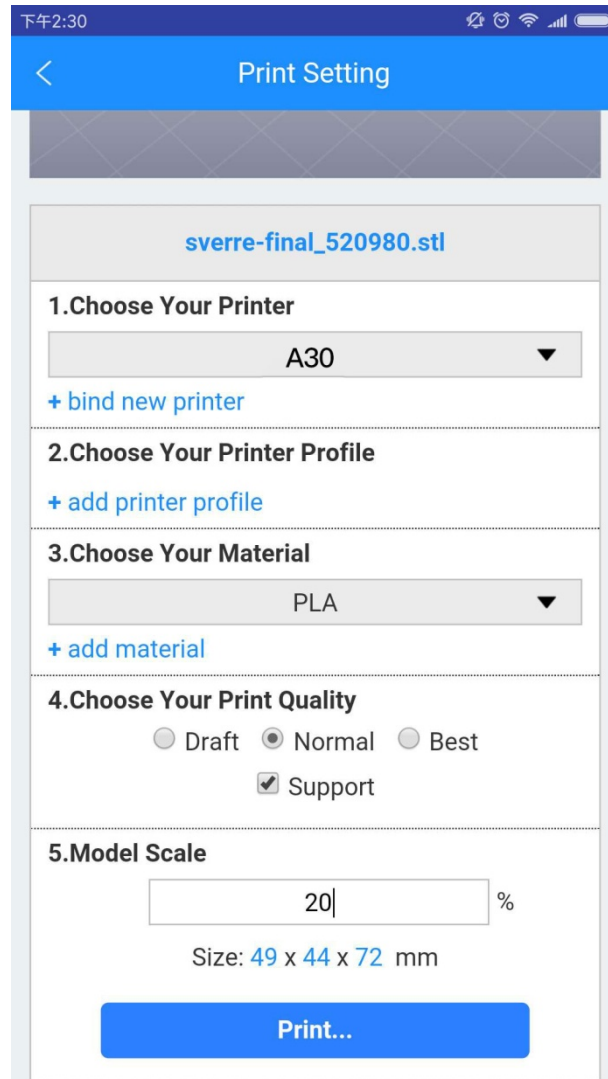 下午2:30
Print Setting
sverre-final_520980.stl
1.Choose Your Printer
A30
+ bind new printer
2.Choose Your Printer Profile
+ add printer profile
3.Choose Your Material
PLA
+ add material
4.Choose Your Print Quality
Draft Normal Best
Support
5.Model Scale
20 %
Size: 49 x 44 x 72 mm
Print...